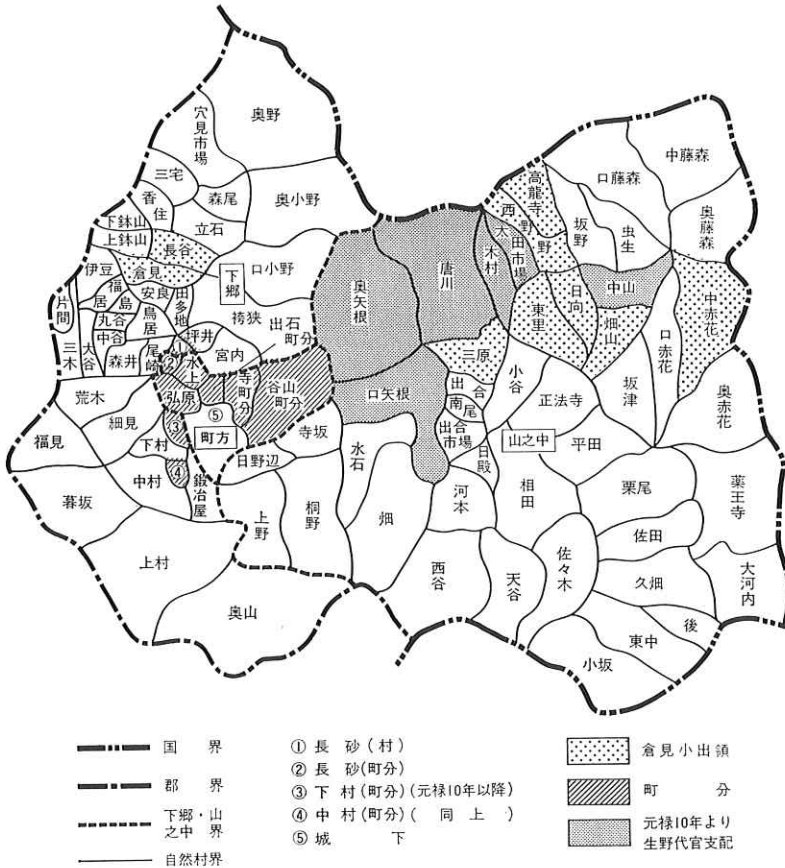 奥野
穴見市場
三宅
森尾
奥小野
香住
立石
下鉢山
上鉢山
長谷
口小野
下郷
倉見
伊豆
福居
島
安良
田多地
片間
丸谷
中谷
鳥居
袴狭
出石町分
坪井
宮内
三木
大谷
森井
尾崎
①
②
水上
弘原
寺町分
谷山町分
⑤
町方
荒木
細見
③
福見
下村
④
中村
鍛冶屋
日野辺
寺坂
暮坂
上村
奥山
上野
桐野
畑
水石
奥矢根
唐川
口矢根
木村
太田市場
西野
高龍寺
野
坂野
口藤森
中藤森
虫生
奥藤森
中山
日向
東里
畑山
口赤花
中赤花
三原
出合
南尾
出合市場
日殿
小谷
正法寺
坂津
奥赤花
山之中
平田
河本
相田
栗尾
薬王寺
佐田
西谷
天谷
佐々木
久畑
大河内
後
東中
小坂
国界
郡界
下郷・山之中界
自然村界
①長砂(村)
②長砂(町分)
③下村(町分)(元禄10年以降)
④中村(町分)(同上)
⑤城下
倉見小出領
町分
元禄10年より
生野代官支配